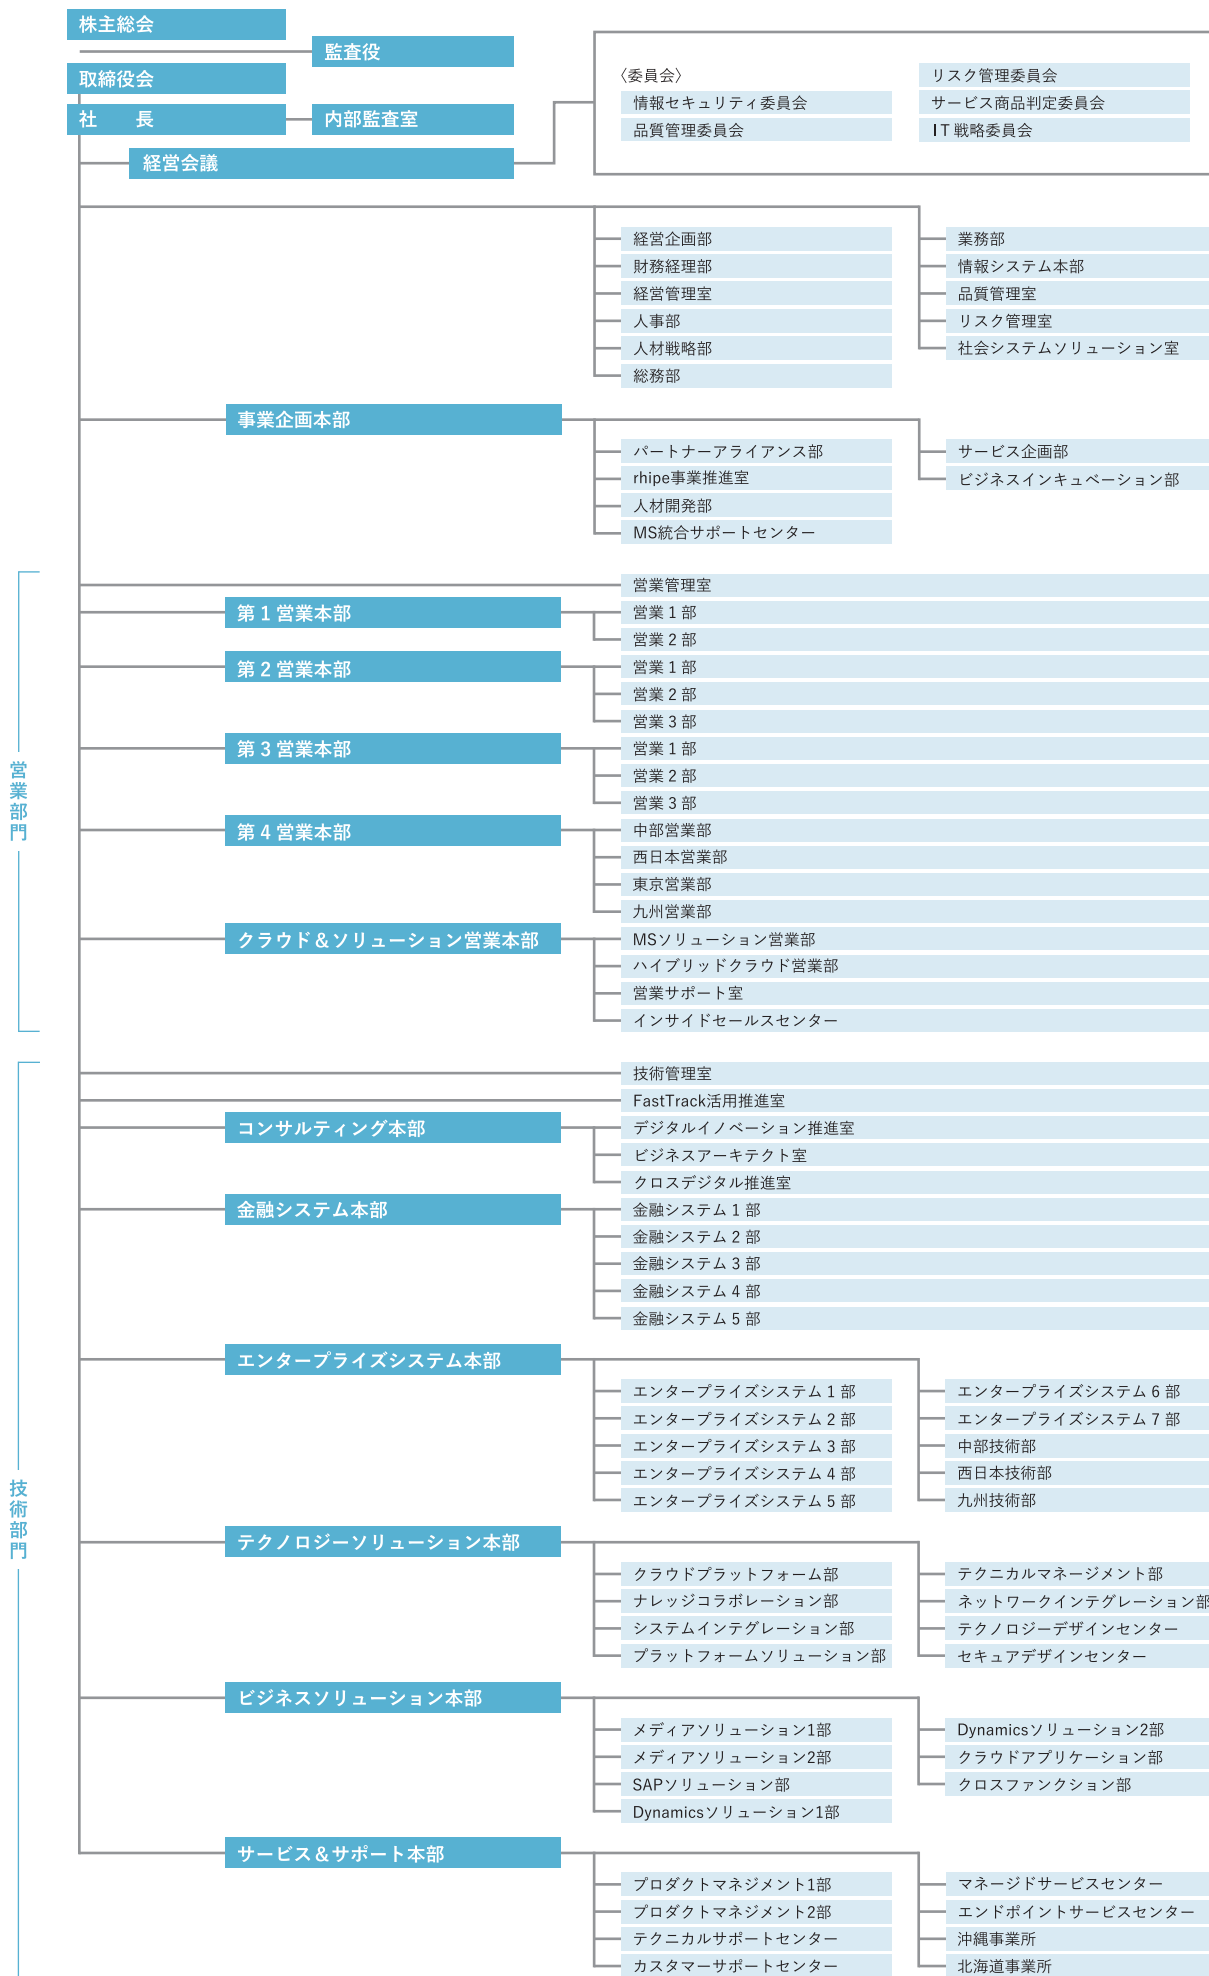 株主総会
監査役
取締役会
社　　長
内部監査室
経営会議
〈委員会〉
情報セキュリティ委員会
品質管理委員会
リスク管理委員会
サービス商品判定委員会
IT戦略委員会
経営企画部
財務経理部
経営管理室
人事部
人材戦略部
総務部
業務部
情報システム本部
品質管理室
リスク管理室
社会システムソリューション室
事業企画本部
パートナーアライアンス部
rhipe事業推進室
人材開発部
MS統合サポートセンター
サービス企画部
ビジネスインキュベーション部
営業部門
営業管理室
第1営業本部
営業1部
営業2部
第2営業本部
営業1部
営業2部
営業3部
第3営業本部
営業1部
営業2部
営業3部
第4営業本部
中部営業部
西日本営業部
東京営業部
九州営業部
クラウド＆ソリューション営業本部
MSソリューション営業部
ハイブリッドクラウド営業部
営業サポート室
インサイドセールスセンター
技術部門
技術管理室
FastTrack活用推進室
コンサルティング本部
デジタルイノベーション推進室
ビジネスアーキテクト室
クロスデジタル推進室
金融システム本部
金融システム1部
金融システム2部
金融システム3部
金融システム4部
金融システム5部
エンタープライズシステム本部
エンタープライズシステム1部
エンタープライズシステム2部
エンタープライズシステム3部
エンタープライズシステム4部
エンタープライズシステム5部
エンタープライズシステム6部
エンタープライズシステム7部
中部技術部
西日本技術部
九州技術部
テクノロジーソリューション本部
クラウドプラットフォーム部
ナレッジコラボレーション部
システムインテグレーション部
プラットフォームソリューション部
テクニカルマネージメント部
ネットワークインテグレーション部
テクノロジーデザインセンター
セキュアデザインセンター
ビジネスソリューション本部
メディアソリューション1部
メディアソリューション2部
SAPソリューション部
Dynamicsソリューション1部
Dynamicsソリューション2部
クラウドアプリケーション部
クロスファンクション部
サービス＆サポート本部
プロダクトマネジメント1部
プロダクトマネジメント2部
テクニカルサポートセンター
カスタマーサポートセンター
マネージドサービスセンター
エンドポイントサービスセンター
沖縄事業所
北海道事業所